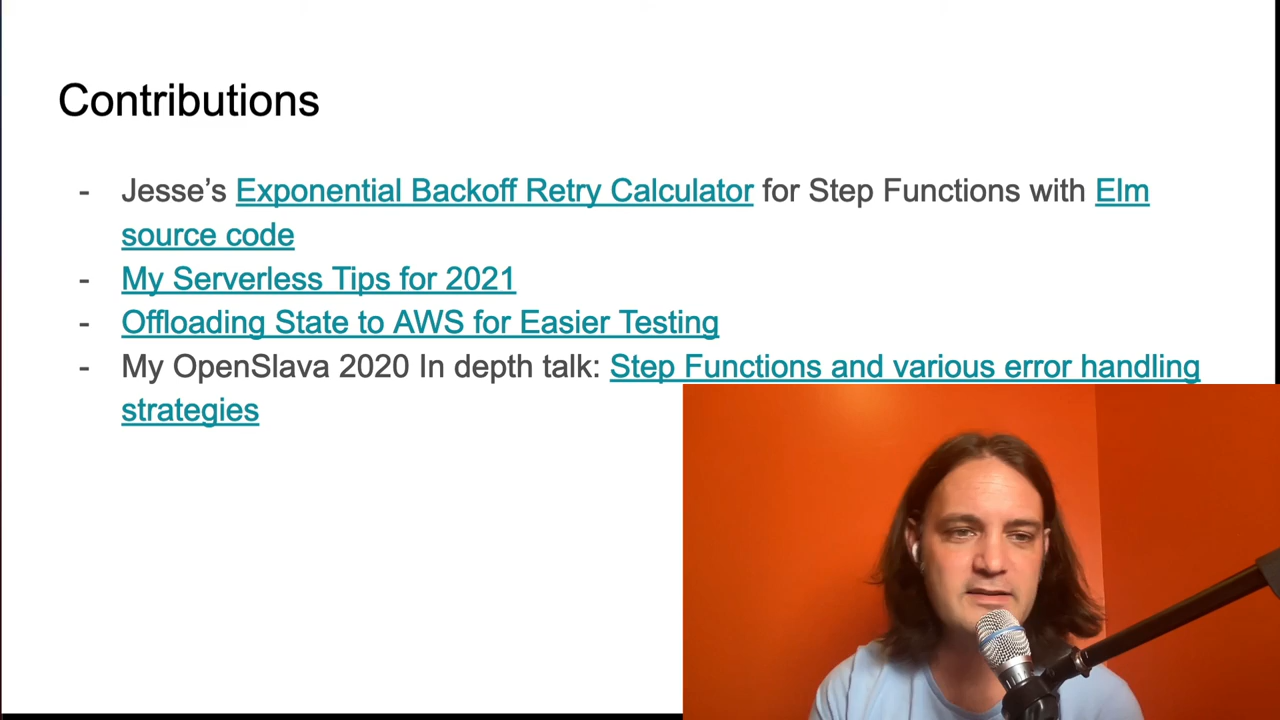 Contributions
- Jesse’s Exponential Backoff Retry Calculator for Step Functions with Elm
source code
- My Serverless Tips for 2021
- Offloading State to AWS for Easier Testing
- My OpenSlava 2020 In depth talk: Step Functions and various error handling
strategies